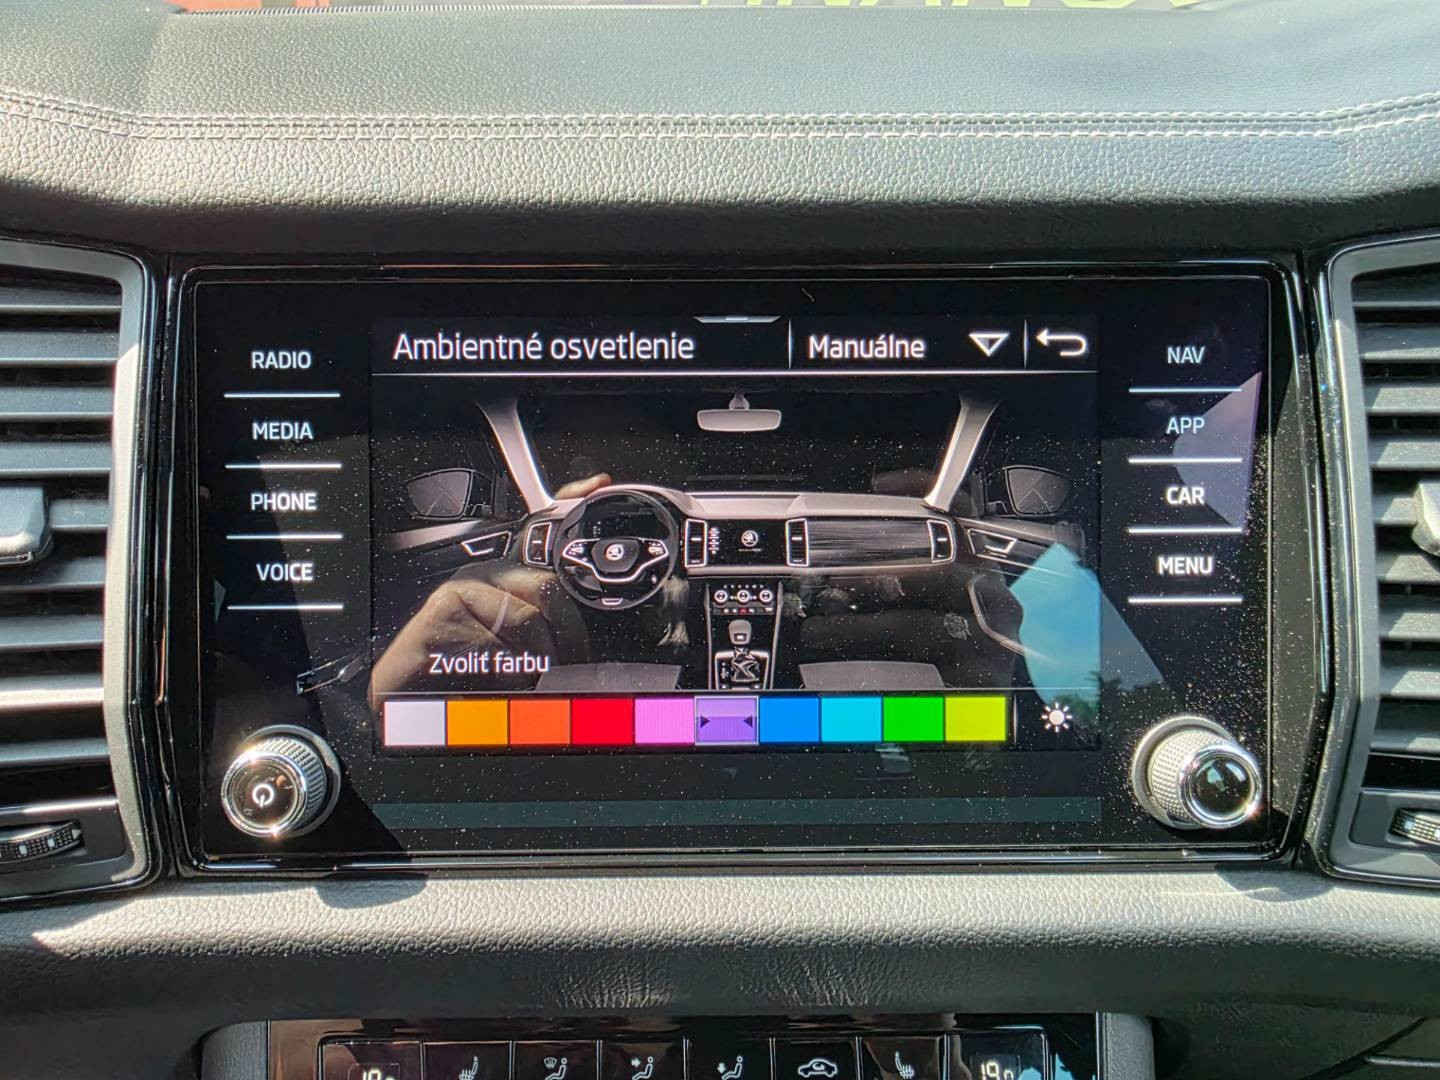 Ambientné osvetlenie
Manuálne
RADIO
MEDIA
PHONE
VOICE
NAV
APP
CAR
MENU
Zvoliť farbu